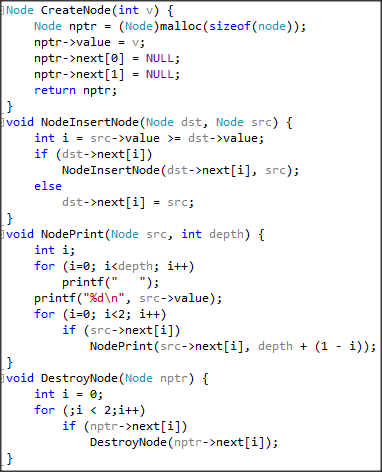 Node CreateNode(int v) {
    Node nptr = (Node)malloc(sizeof(node));
    nptr->value = v;
    nptr->next[0] = NULL;
    nptr->next[1] = NULL;
    return nptr;
}
void NodeInsertNode(Node dst, Node src) {
    int i = src->value >= dst->value;
    if (dst->next[i])
        NodeInsertNode(dst->next[i], src);
    else
        dst->next[i] = src;
}
void NodePrint(Node src, int depth) {
    int i;
    for (i=0; i<depth; i++)
        printf("   ");
    printf("%d\n", src->value);
    for (i=0; i<2; i++)
        if (src->next[i])
            NodePrint(src->next[i], depth + (1 - i));
}
void DestroyNode(Node nptr) {
    int i = 0;
    for (;i < 2;i++)
        if (nptr->next[i])
            DestroyNode(nptr->next[i]);
}